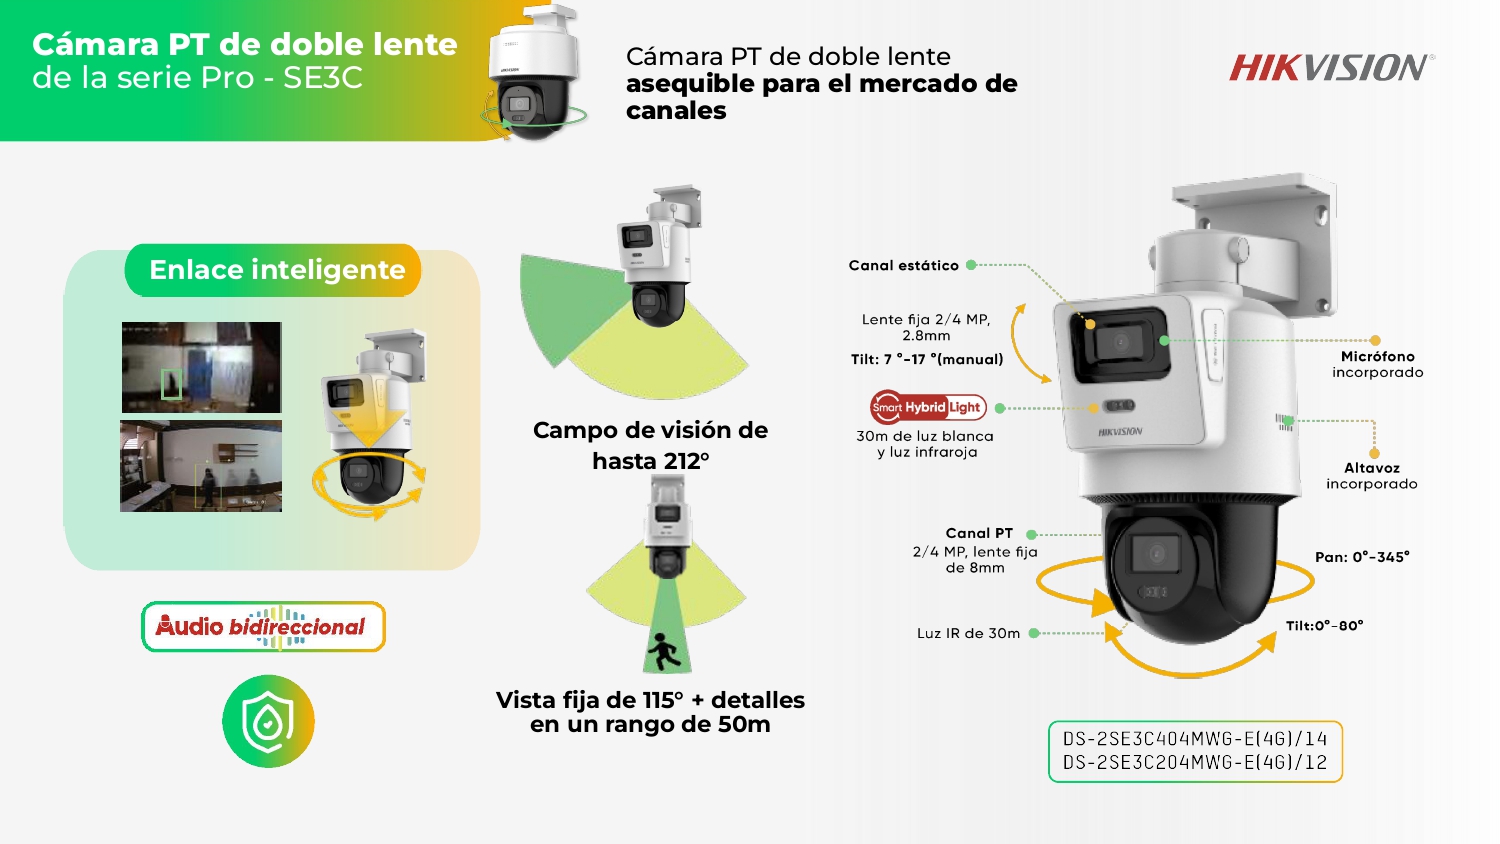 Cámara PT de doble lente
de la serie Pro - SE3C
Cámara PT de doble lente
asequible para el mercado de
canales
HIKVISION®
Enlace inteligente
Audio bidireccional
Campo de visión de
hasta 212°
Vista fija de 115° + detalles
en un rango de 50m
Canal estático
Lente fija 2/4 MP,
2.8mm
Tilt: 7 °-17 °(manual)
Smart Hybrid Light
30m de luz blanca
y luz infraroja
HIKVISION
Micrófono
incorporado
Altavoz
incorporado
Canal PT
2/4 MP, lente fija
de 8mm
Pan: 0°-345°
Luz IR de 30m
Tilt:0°-80°
DS-2SE3C404MWG-E(4G)/14
DS-2SE3C204MWG-E(4G)/12